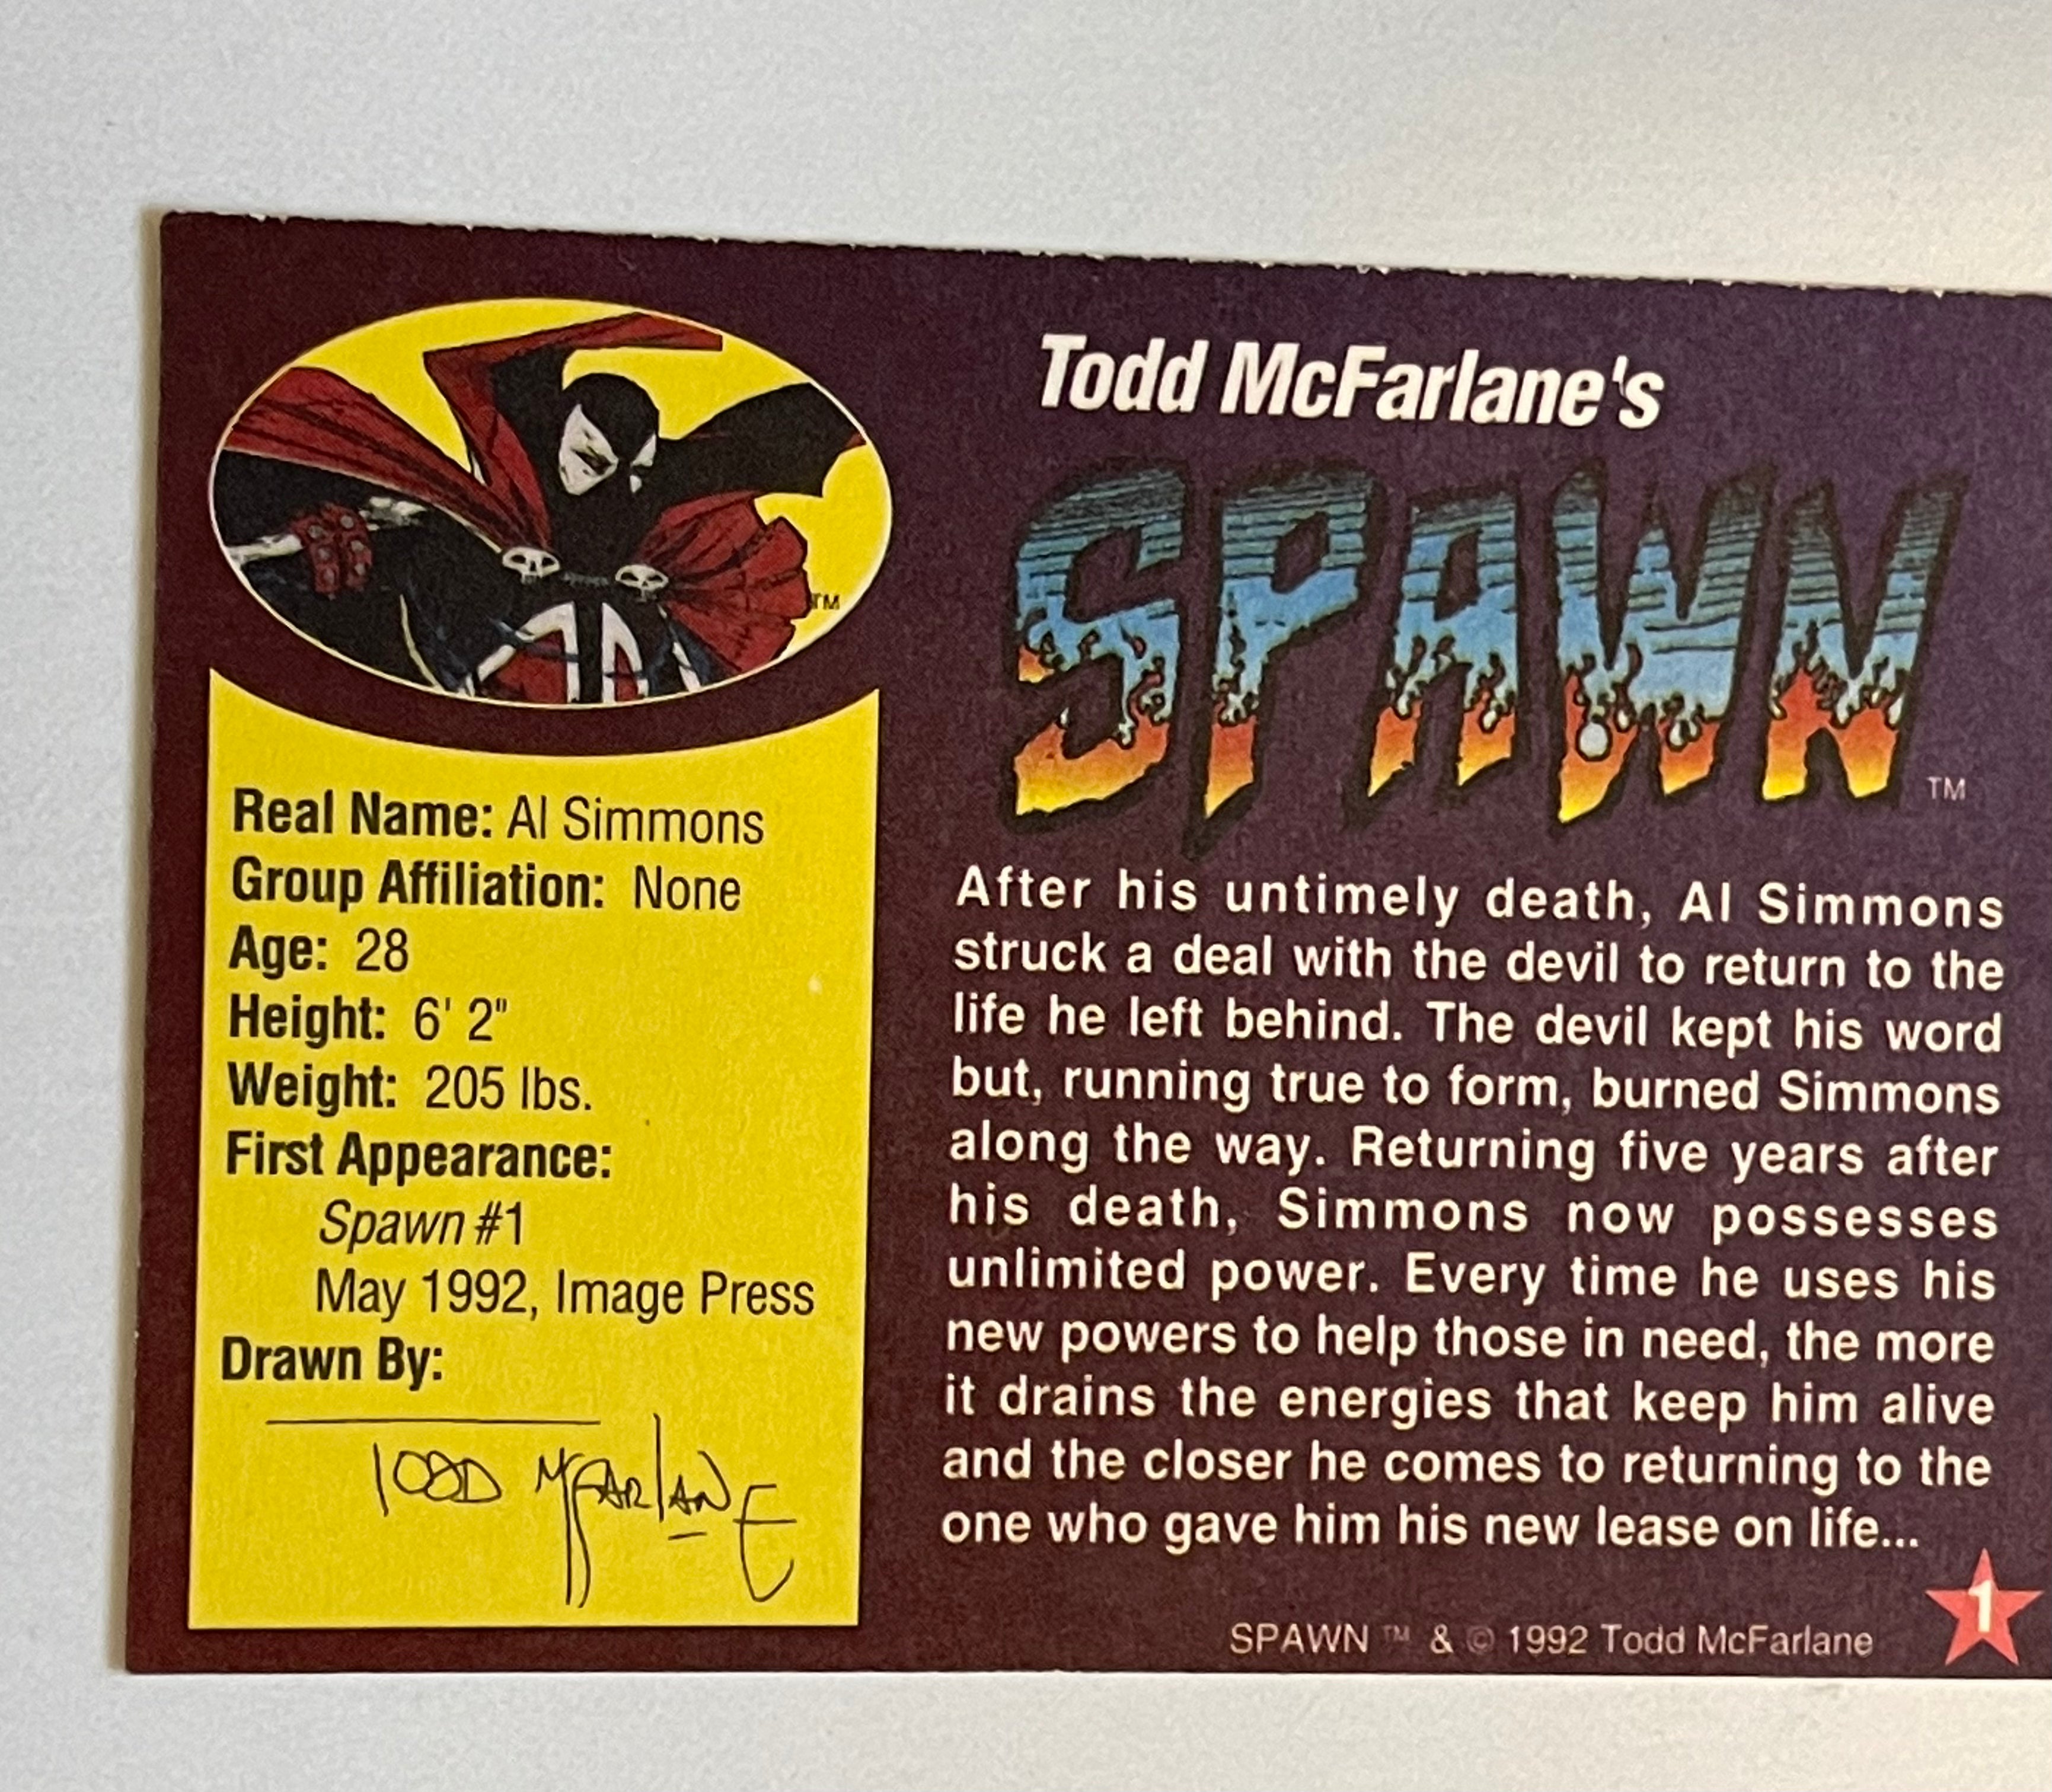 TM
Real Name: Al Simmons
Group Affiliation: None
Age: 28
Height: 6' 2"
Weight: 205 lbs.
First Appearance:
Spawn #1
May 1992, Image Press
Drawn By:
TODD McFARLANE
Todd McFarlane's
SPAWN
TM
After his untimely death, Al Simmons
struck a deal with the devil to return to the
life he left behind. The devil kept his word
but, running true to form, burned Simmons
along the way. Returning five years after
his death, Simmons now possesses
unlimited power. Every time he uses his
new powers to help those in need, the more
it drains the energies that keep him alive
and the closer he comes to returning to the
one who gave him his new lease on life...
SPAWN ™ & © 1992 Todd McFarlane
1